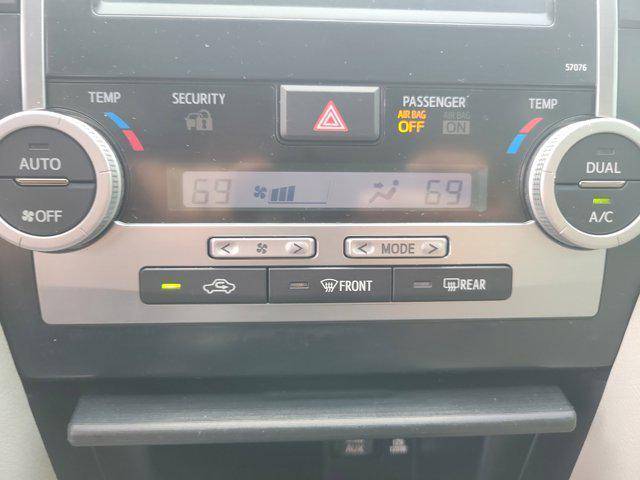 57076
TEMP SECURITY PASSENGER TEMP
AIR BAG OFF AIR BAG ON
AUTO DUAL
69 69
OFF A/C
< > < MODE >
FRONT REAR
AUX